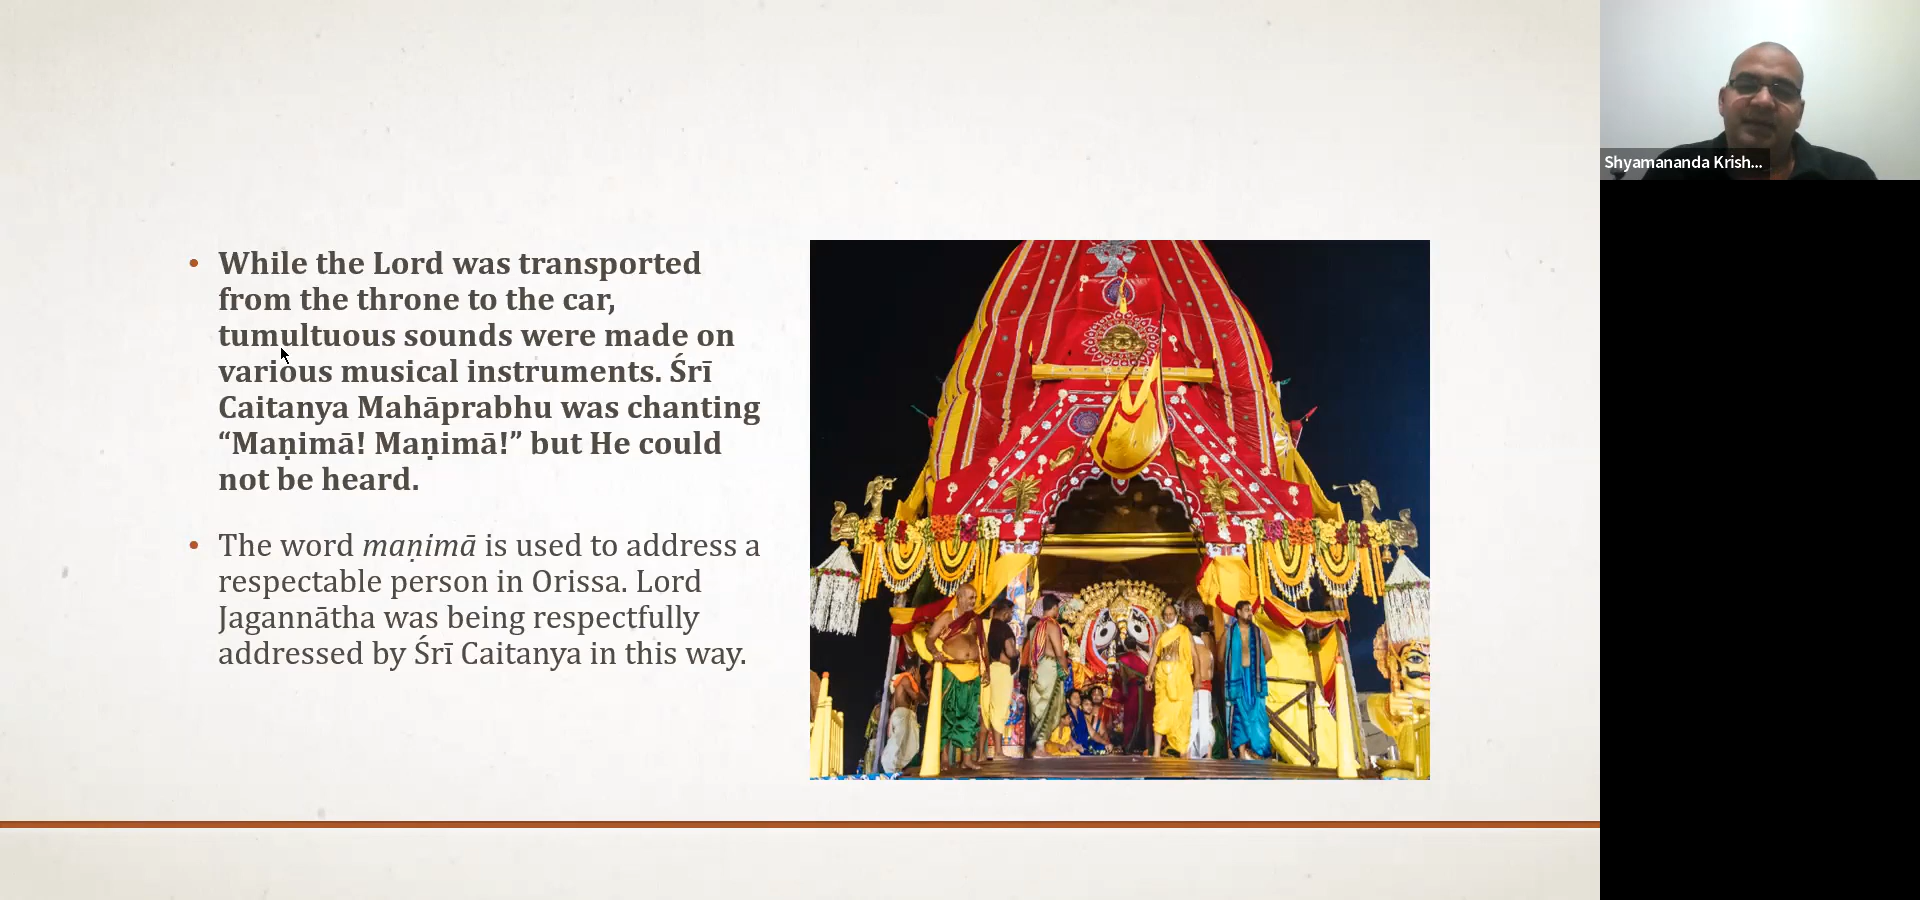 • While the Lord was transported
from the throne to the car,
tumultuous sounds were made on
various musical instruments. Śrī
Caitanya Mahāprabhu was chanting
“Maṇimā! Maṇimā!” but He could
not be heard.
• The word maṇimā is used to address a
respectable person in Orissa. Lord
Jagannātha was being respectfully
addressed by Śrī Caitanya in this way.
Shyamananda Krish...